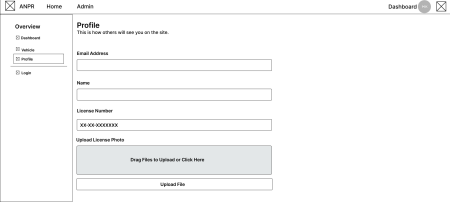 ANPR Home Admin Dashboard
Overview
Dashboard
Vehicle
Profile
Login
Profile
This is how others will see you on the site.
Email Address
Name
License Number
XX-XX-XXXXXXX
Upload License Photo
Drag Files to Upload or Click Here
Upload File